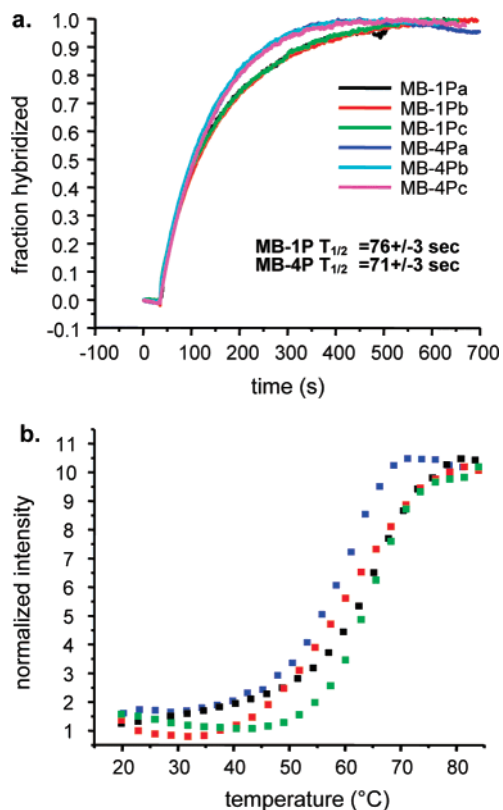 a.
1.0
0.9
0.8
0.7
0.6
0.5
0.4
0.3
0.2
0.1
0.0
-0.1
fraction hybridized
MB-1Pa
MB-1Pb
MB-1Pc
MB-4Pa
MB-4Pb
MB-4Pc
MB-1P T1/2 =76+/-3 sec
MB-4P T1/2 =71+/-3 sec
-100 0 100 200 300 400 500 600 700
time (s)
b.
11
10
9
8
7
6
5
4
3
2
1
normalized intensity
20 30 40 50 60 70 80
temperature (°C)